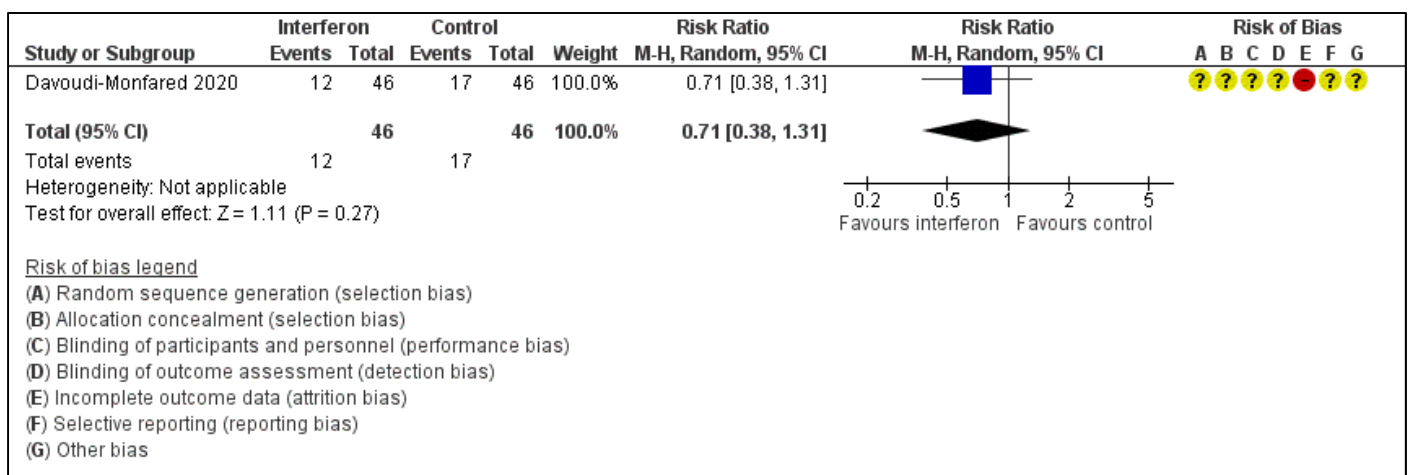 Interferon Control Risk Ratio Risk Ratio Risk of Bias
Study or Subgroup Events Total Events Total Weight M-H, Random, 95% CI M-H, Random, 95% CI A B C D E F G
Davoudi-Monfared 2020 12 46 17 46 100.0% 0.71 [0.38, 1.31] ? ? ? ? - ? ?
Total (95% CI) 46 46 100.0% 0.71 [0.38, 1.31]
Total events 12 17
Heterogeneity: Not applicable
Test for overall effect: Z = 1.11 (P = 0.27)
0.2 0.5 1 2 5
Favours interferon Favours control
Risk of bias legend
(A) Random sequence generation (selection bias)
(B) Allocation concealment (selection bias)
(C) Blinding of participants and personnel (performance bias)
(D) Blinding of outcome assessment (detection bias)
(E) Incomplete outcome data (attrition bias)
(F) Selective reporting (reporting bias)
(G) Other bias